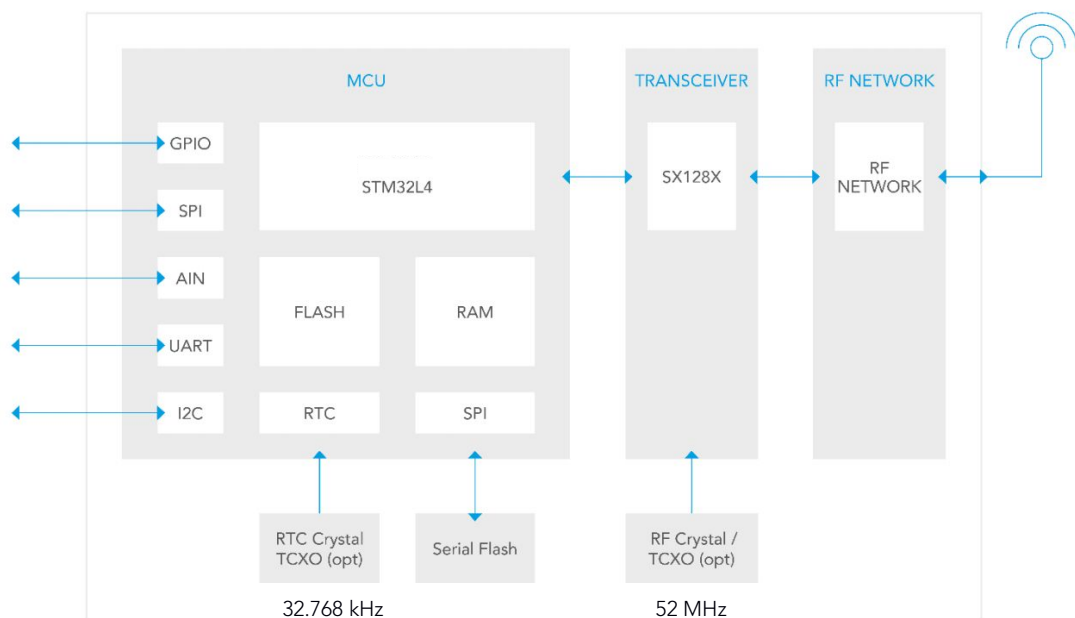 MCU
TRANSCEIVER
RF NETWORK
GPIO
SPI
AIN
UART
I2C
STM32L4
FLASH
RAM
RTC
SPI
SX128X
RF
NETWORK
RTC Crystal
TCXO (opt)
Serial Flash
RF Crystal /
TCXO (opt)
32.768 kHz
52 MHz